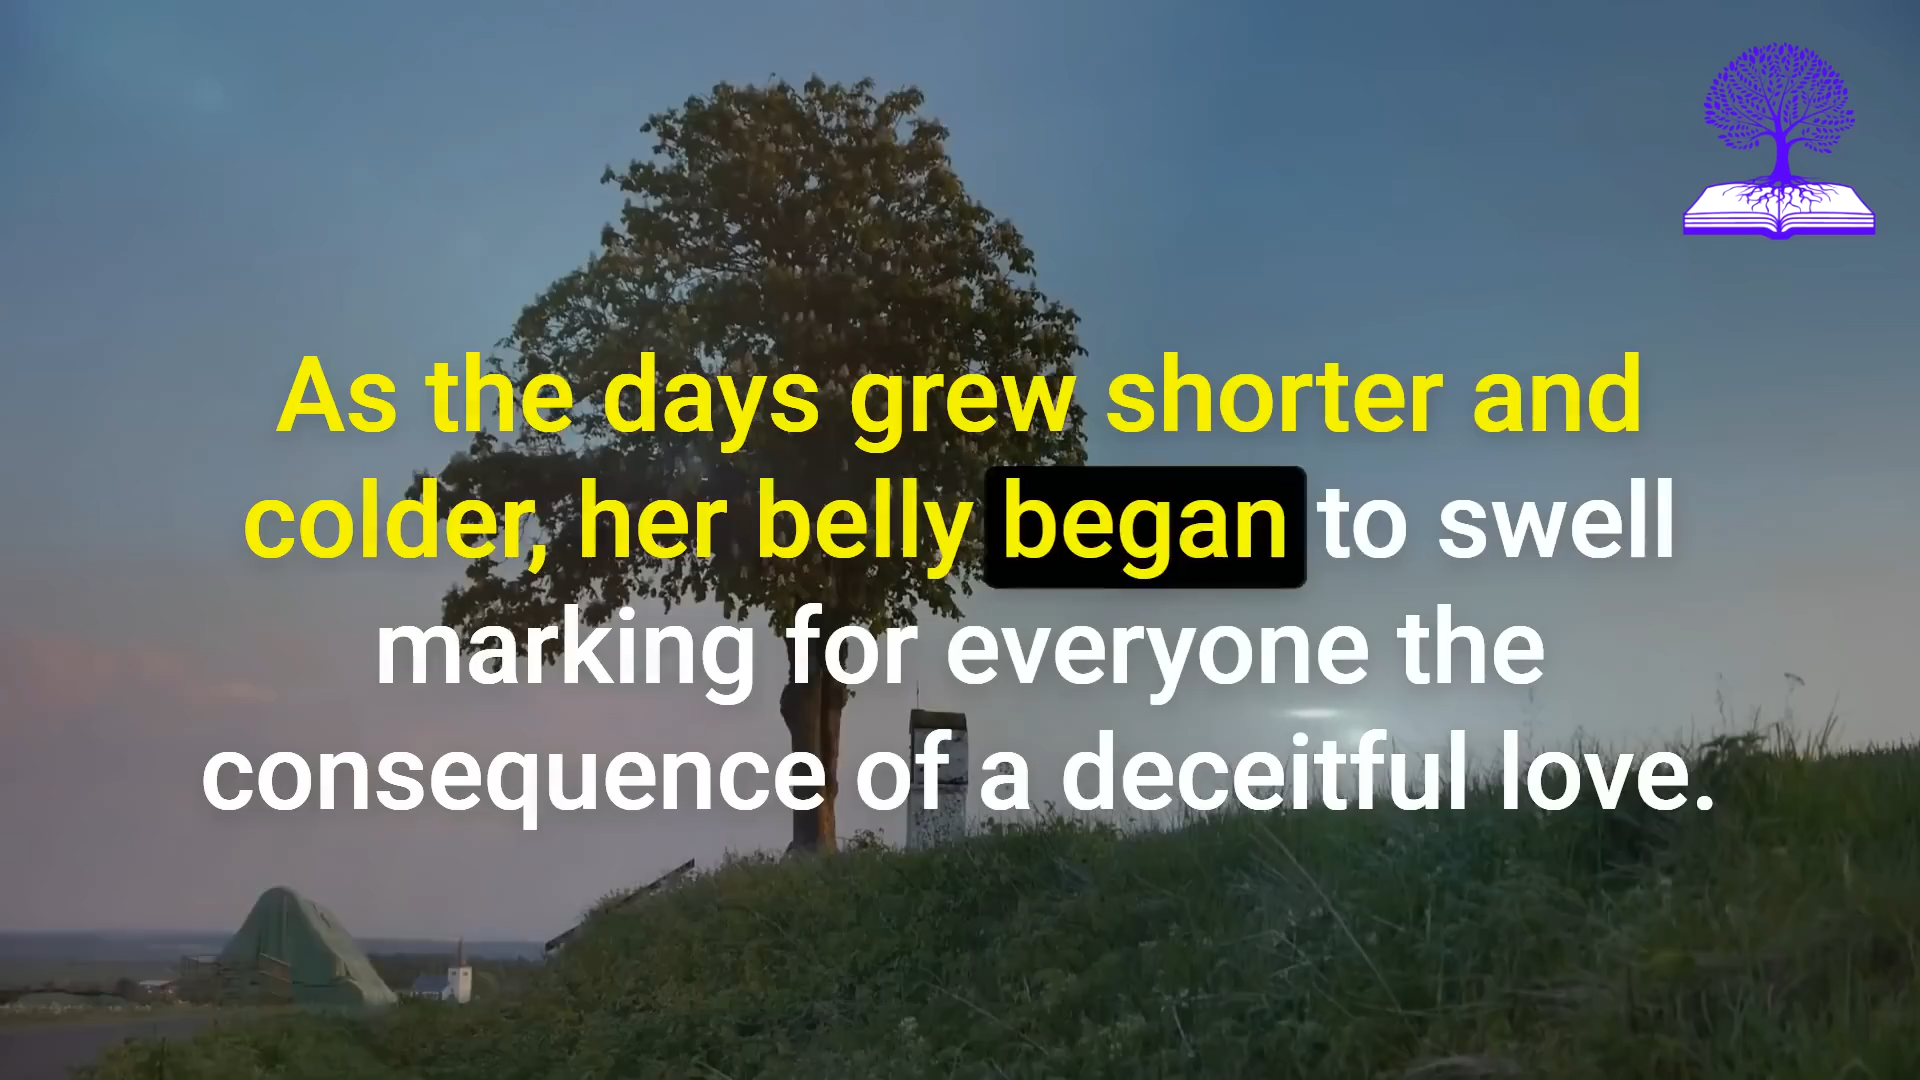 As the days grew shorter and
colder, her belly began to swell
marking for everyone the
consequence of a deceitful love.